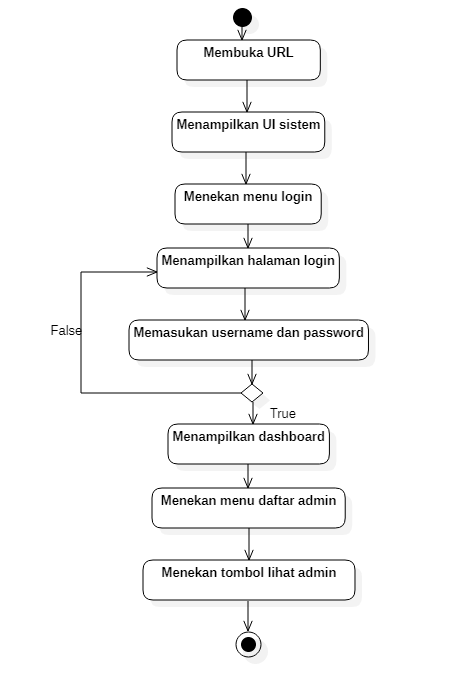 Membuka URL
Menampilkan UI sistem
Menekan menu login
Menampilkan halaman login
False
Memasukan username dan password
True
Menampilkan dashboard
Menekan menu daftar admin
Menekan tombol lihat admin